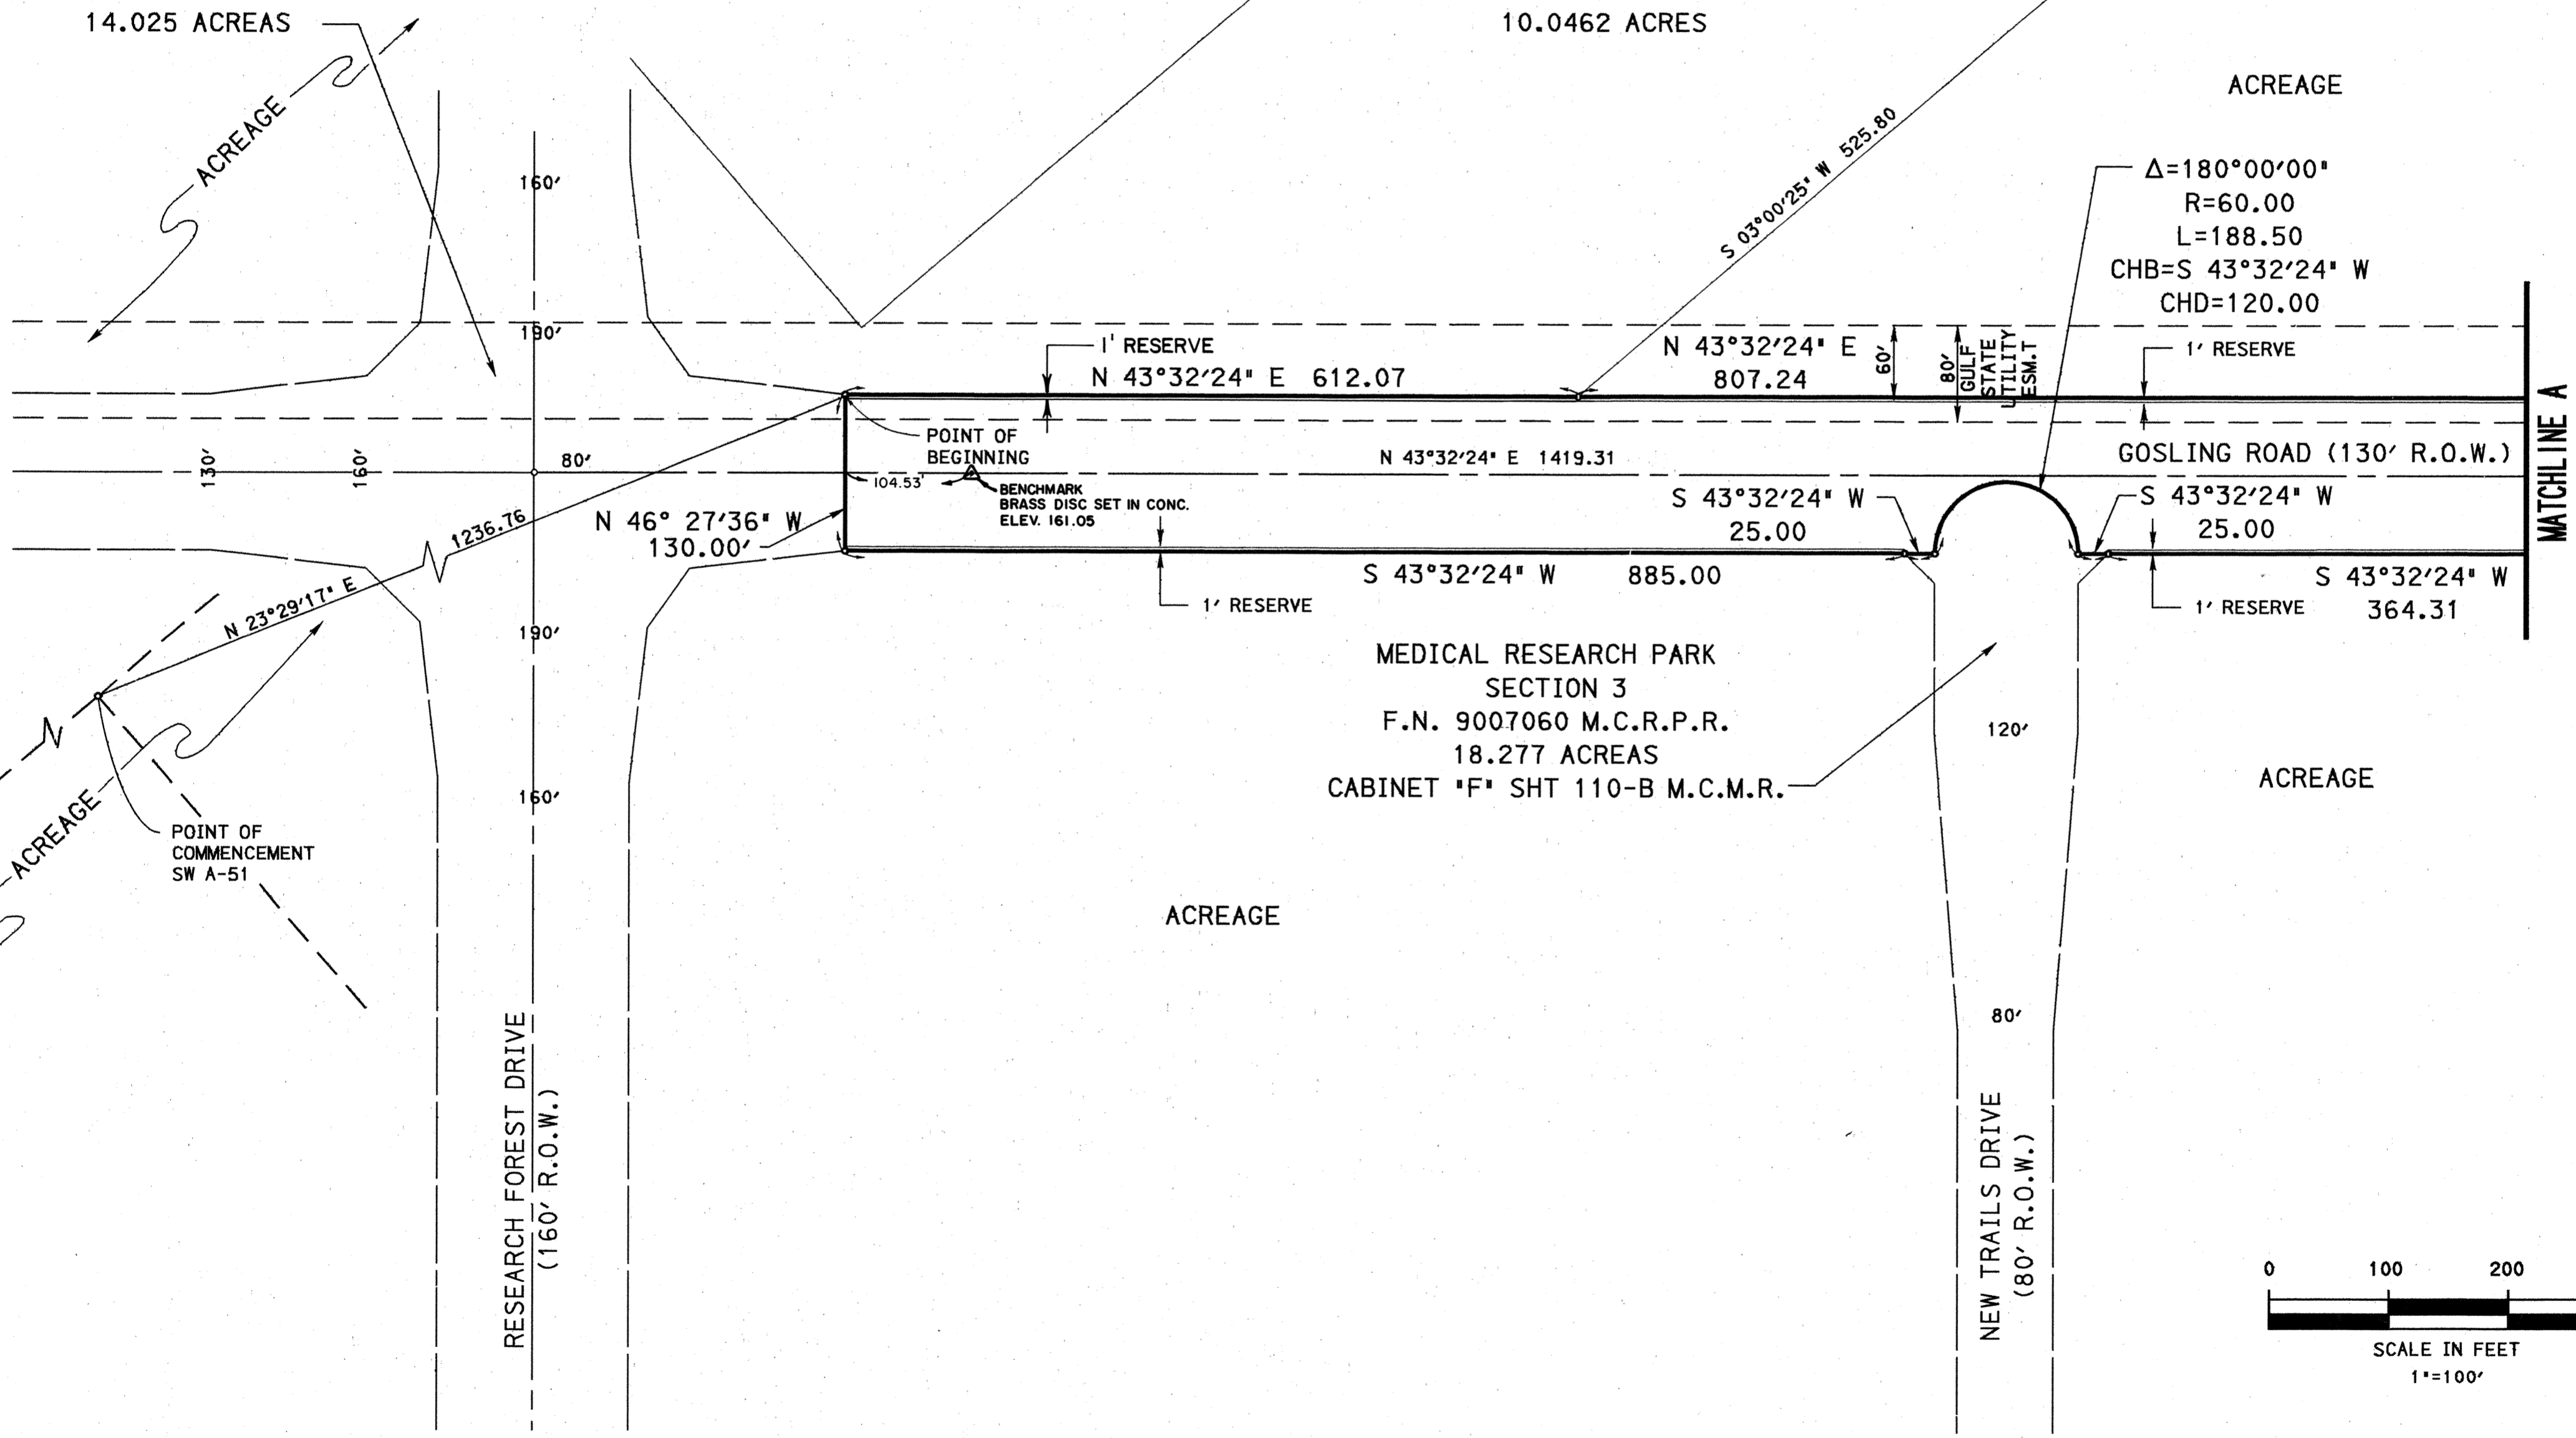 14.025 ACREAS
10.0462 ACRES
ACREAGE
ACREAGE
S 03°00'25" W 525.80
Δ=180°00'00"
R=60.00
L=188.50
CHB=S 43°32'24" W
CHD=120.00
160'
190'
1' RESERVE
N 43°32'24" E 612.07
N 43°32'24" E
807.24
60'
80'
GULF
STATE
UTILITY
ESM.T
1' RESERVE
MATCHLINE A
POINT OF
BEGINNING
130'
160'
80'
104.53'
BENCHMARK
BRASS DISC SET IN CONC.
ELEV. 161.05
N 43°32'24" E 1419.31
GOSLING ROAD (130' R.O.W.)
N 46° 27'36" W
130.00'
S 43°32'24" W
25.00
S 43°32'24" W
25.00
N 23°29'17" E
1236.76
S 43°32'24" W 885.00
1' RESERVE
S 43°32'24" W
364.31
1' RESERVE
190'
MEDICAL RESEARCH PARK
SECTION 3
F.N. 9007060 M.C.R.P.R.
18.277 ACREAS
CABINET "F" SHT 110-B M.C.M.R.
N
120'
160'
ACREAGE
ACREAGE
POINT OF
COMMENCEMENT
SW A-51
ACREAGE
80'
RESEARCH FOREST DRIVE
(160' R.O.W.)
NEW TRAILS DRIVE
(80' R.O.W.)
0 100 200
SCALE IN FEET
1"=100'